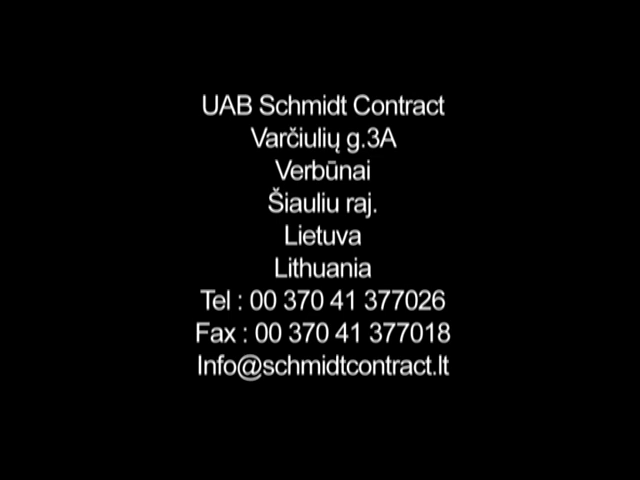 UAB Schmidt Contract
Varčiulių g.3A
Verbūnai
Šiauliu raj.
Lietuva
Lithuania
Tel : 00 370 41 377026
Fax : 00 370 41 377018
Info@schmidtcontract.lt